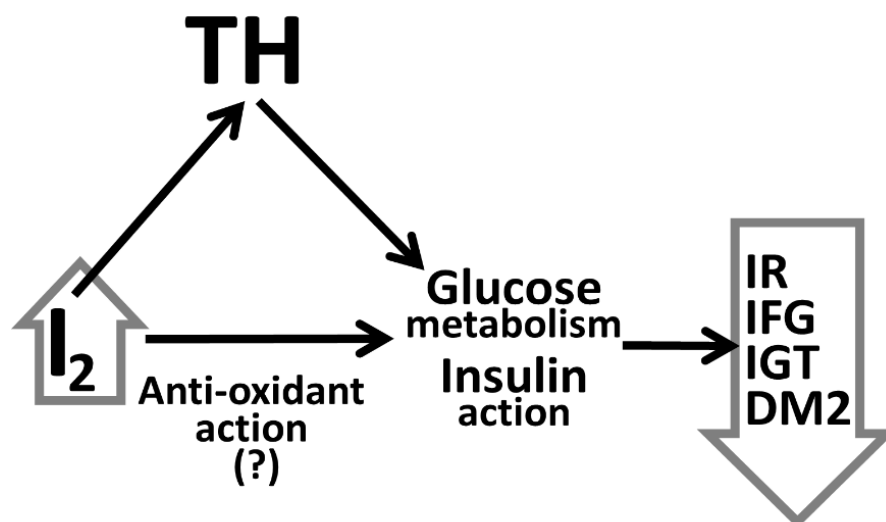 TH
I2
Anti-oxidant
action
(?)
Glucose
metabolism
Insulin
action
IR
IFG
IGT
DM2